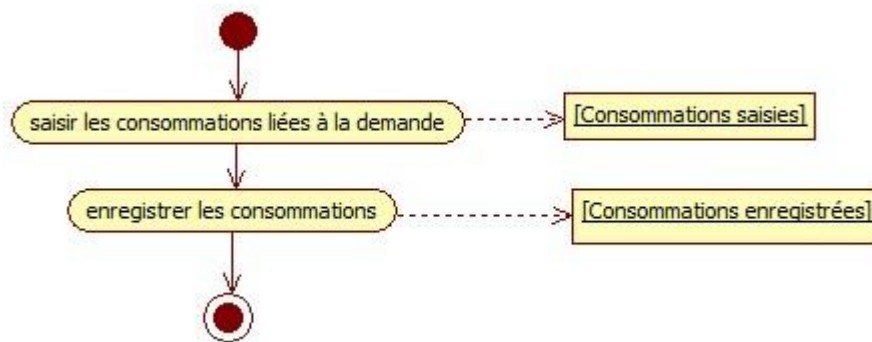 saisir les consommations liées à la demande
[Consommations saisies]
enregistrer les consommations
[Consommations enregistrées]